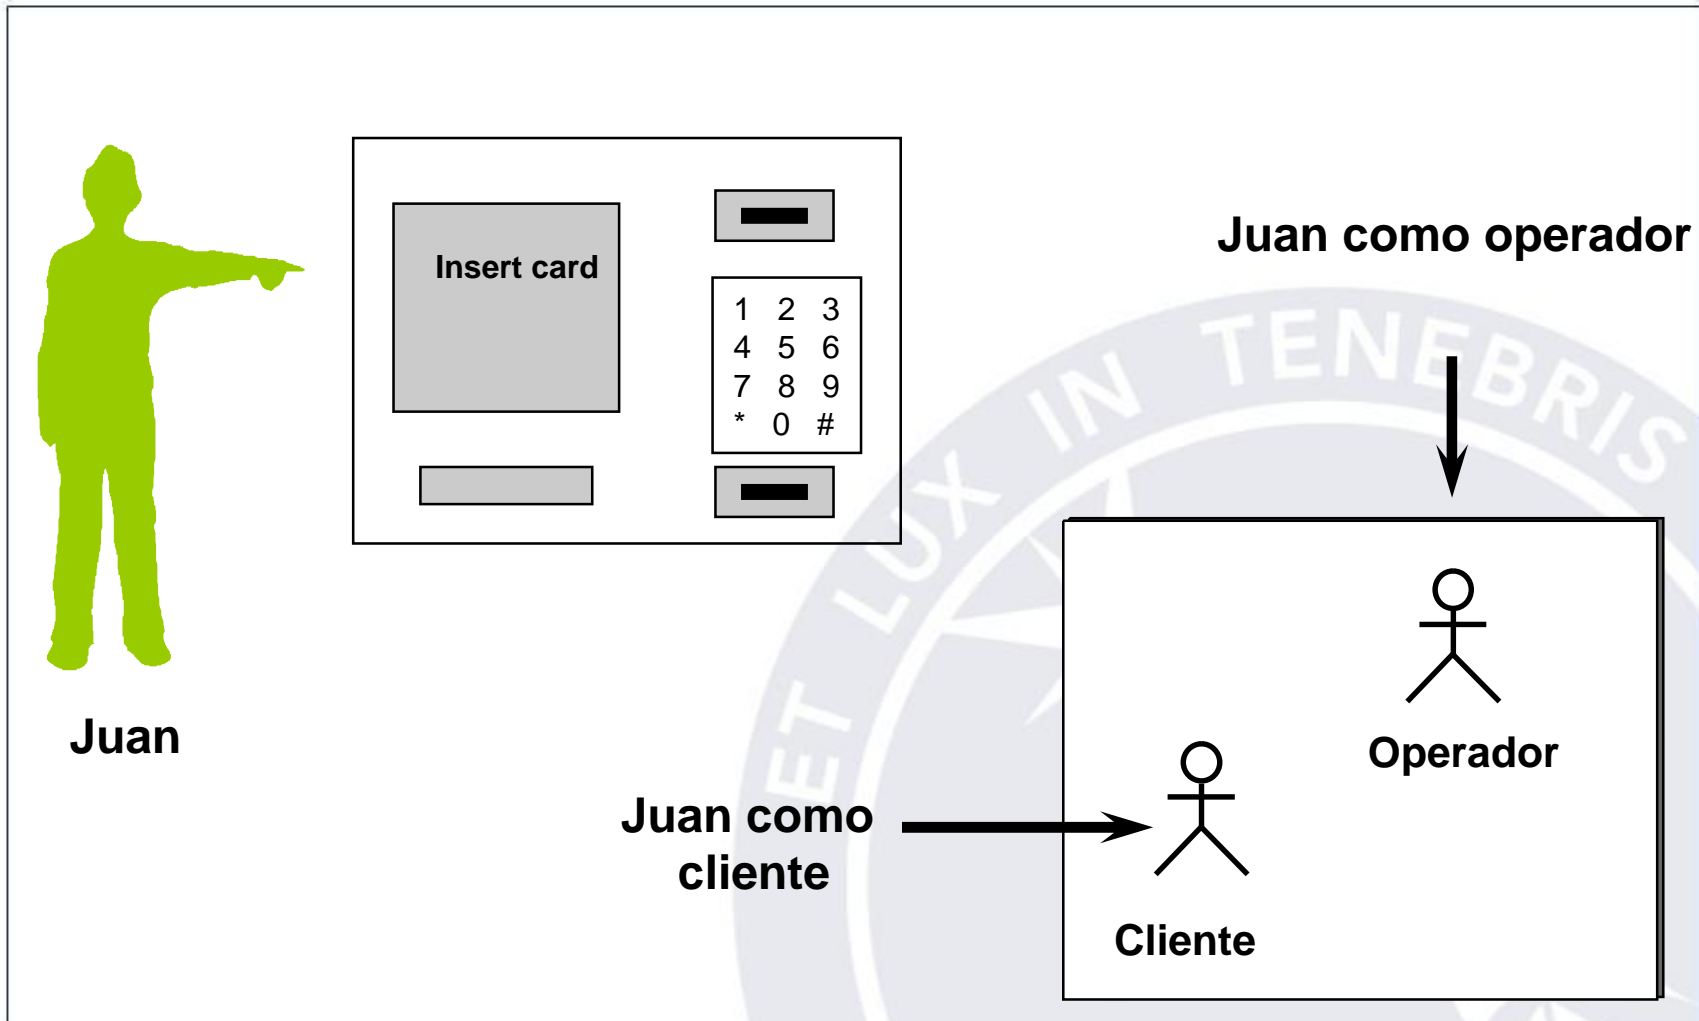 Juan como operador
Insert card
1 2 3
4 5 6
7 8 9
* 0 #
Juan
Juan como
cliente
Operador
Cliente
ET LUX IN TENEBRIS